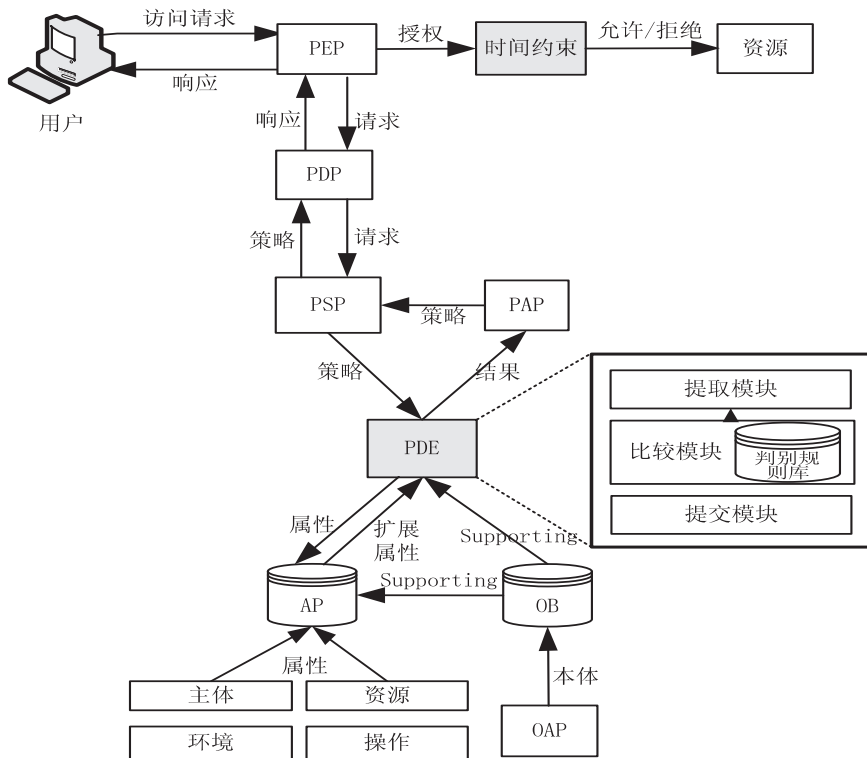 访问请求
PEP
授权
时间约束
允许/拒绝
资源
响应
用户
响应
请求
PDP
策略
请求
PSP
策略
PAP
策略
结果
提取模块
PDE
比较模块
判别规
则库
提交模块
属性
扩展
属性
Supporting
Supporting
AP
OB
属性
主体
资源
本体
环境
操作
OAP